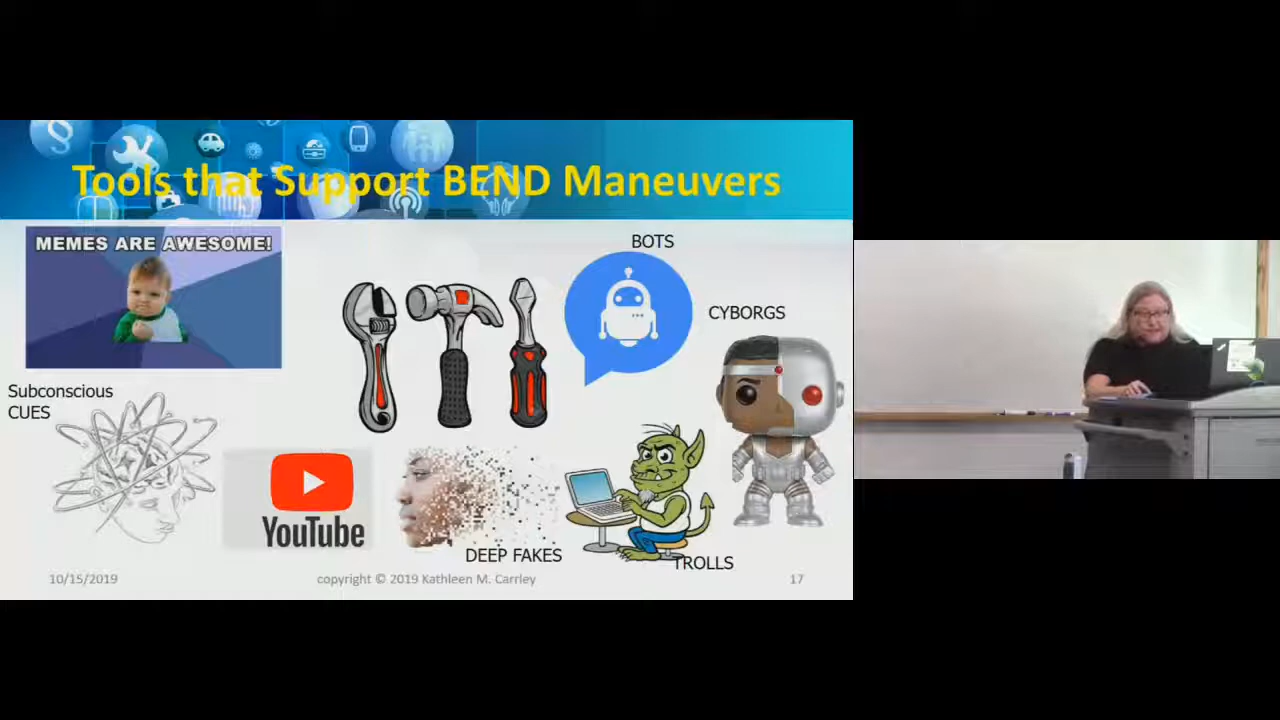 Tools that Support BEND Maneuvers
MEMES ARE AWESOME!
BOTS
CYBORGS
Subconscious
CUES
YouTube
DEEP FAKES
TROLLS
10/15/2019
copyright © 2019 Kathleen M. Carrley
17